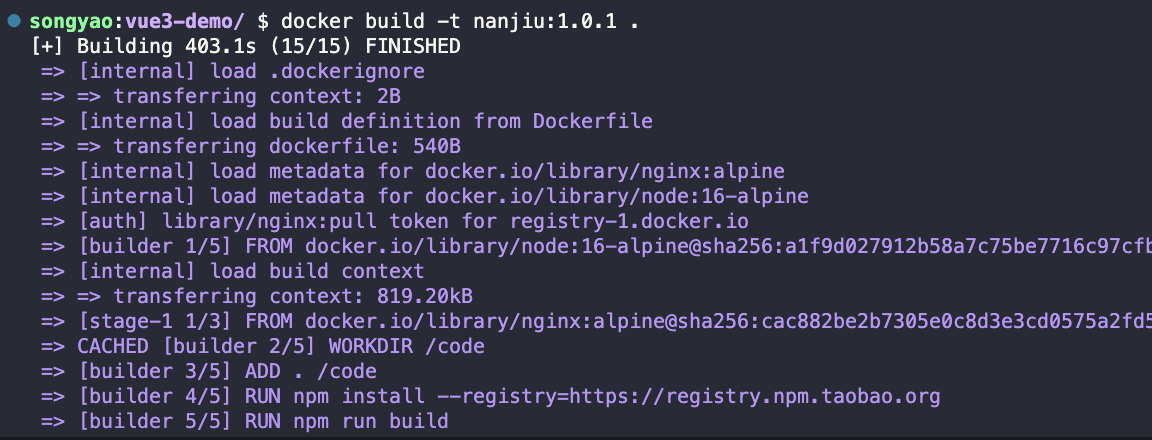 songyao:vue3-demo/ $ docker build -t nanjiu:1.0.1 .
[+] Building 403.1s (15/15) FINISHED
=> [internal] load .dockerignore
=> => transferring context: 2B
=> [internal] load build definition from Dockerfile
=> => transferring dockerfile: 540B
=> [internal] load metadata for docker.io/library/nginx:alpine
=> [internal] load metadata for docker.io/library/node:16-alpine
=> [auth] library/nginx:pull token for registry-1.docker.io
=> [builder 1/5] FROM docker.io/library/node:16-alpine@sha256:a1f9d027912b58a7c75be7716c97cfb
=> [internal] load build context
=> => transferring context: 819.20kB
=> [stage-1 1/3] FROM docker.io/library/nginx:alpine@sha256:cac882be2b7305e0c8d3e3cd0575a2fd5
=> CACHED [builder 2/5] WORKDIR /code
=> [builder 3/5] ADD . /code
=> [builder 4/5] RUN npm install --registry=https://registry.npm.taobao.org
=> [builder 5/5] RUN npm run build